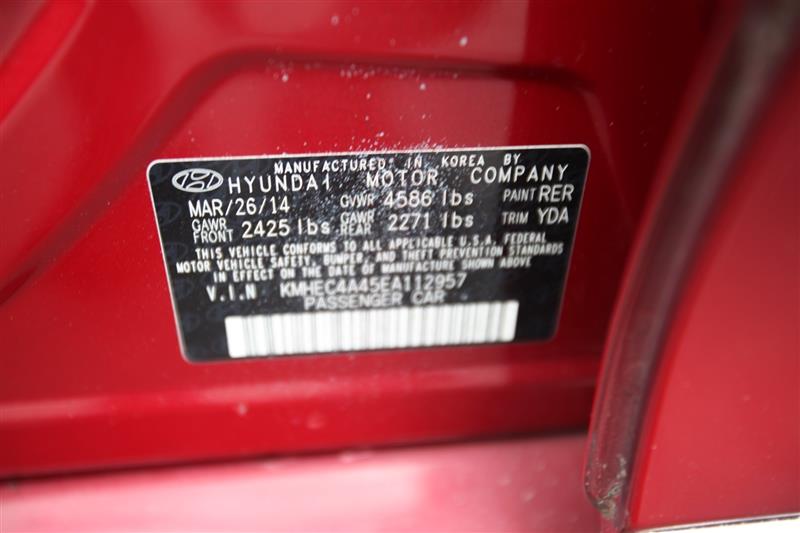 MANUFACTURED IN KOREA BY
HYUNDAI MOTOR COMPANY
MAR/26/14 GVWR 4586 lbs PAINT RER
GAWR FRONT 2425 lbs GAWR REAR 2271 lbs TRIM YDA
THIS VEHICLE CONFORMS TO ALL APPLICABLE U.S.A. FEDERAL
MOTOR VEHICLE SAFETY, BUMPER, AND THEFT PREVENTION STANDARDS
IN EFFECT ON THE DATE OF MANUFACTURE SHOWN ABOVE.
V.I.N KMHEC4A45EA112957
PASSENGER CAR